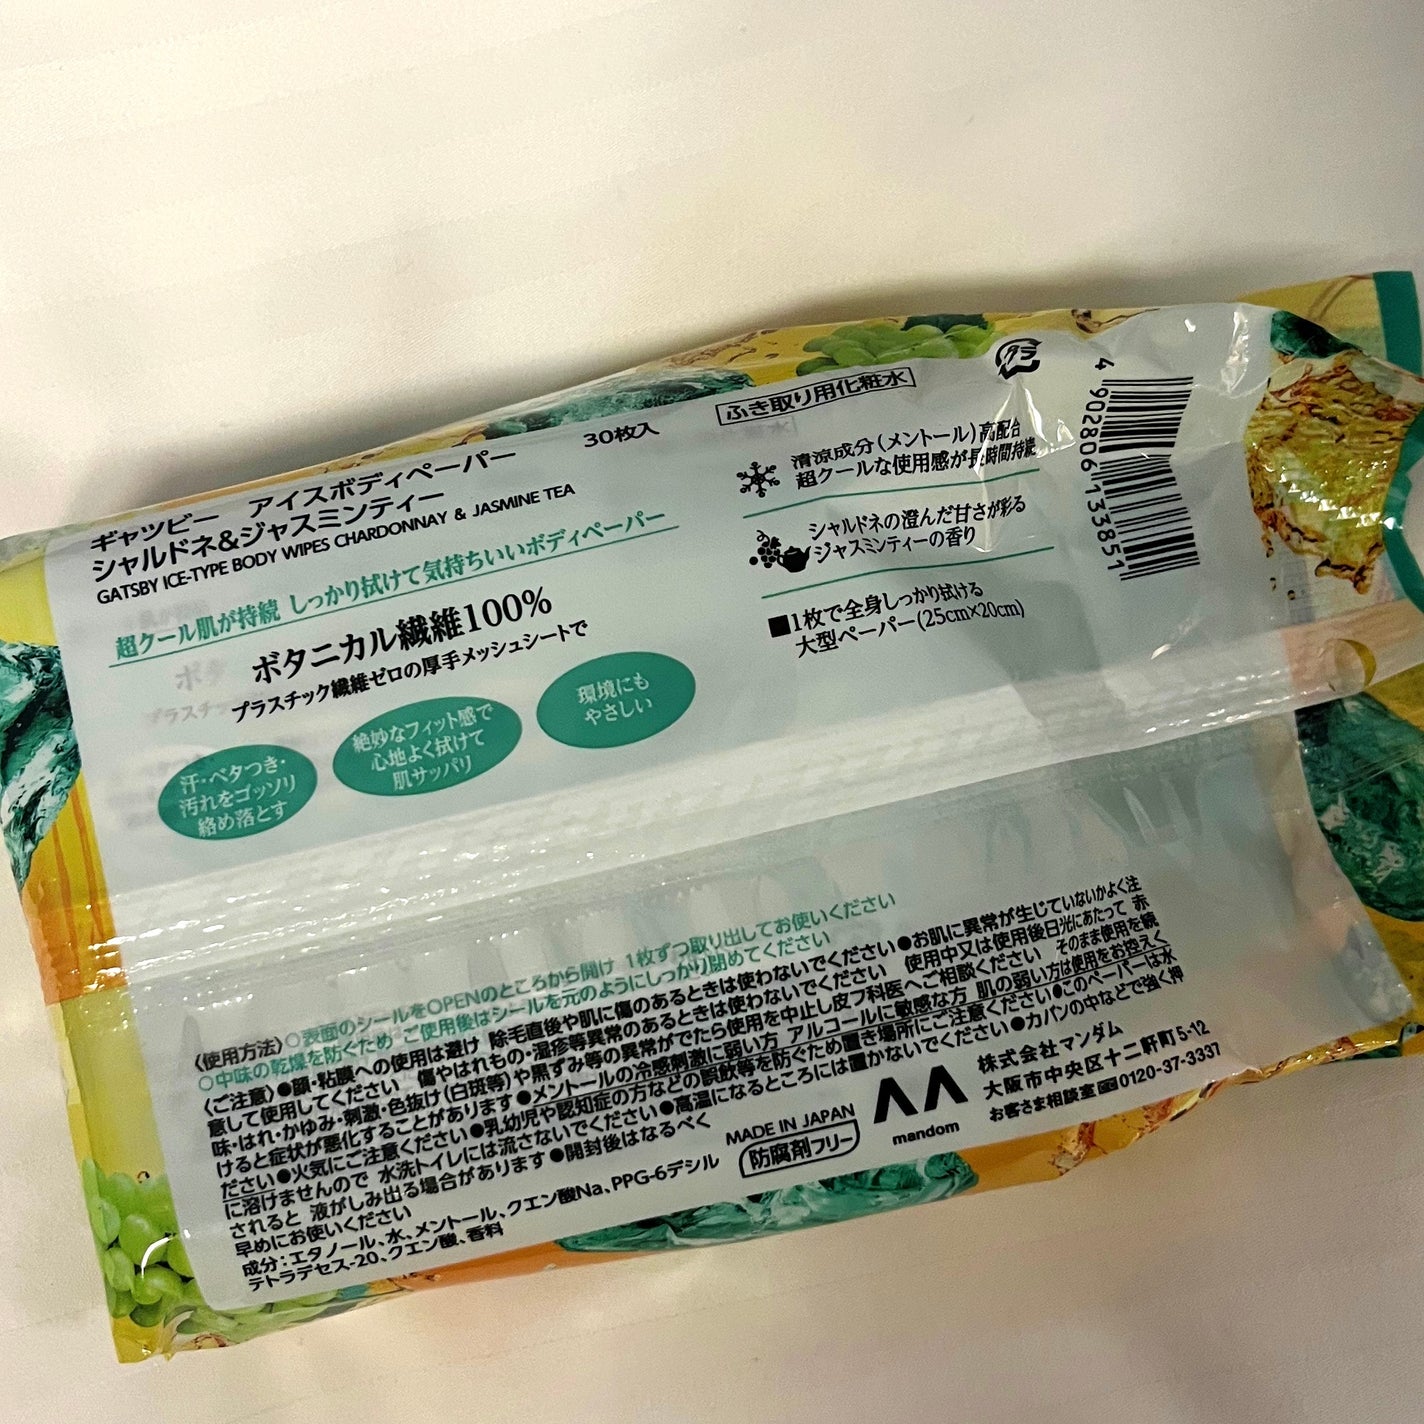 ギャツビー　アイスボディペーパー
シャルドネ&ジャスミンティー
30枚入
GATSBY ICE-TYPE BODY WIPES CHARDONNAY & JASMINE TEA
超クール肌が持続 しっかり拭けて気持ちいいボディペーパー
ボタニカル繊維100%
プラスチック繊維ゼロの厚手メッシュシートで
汗・ベタつき・
汚れをゴッソリ
絡め落とす
絶妙なフィット感で
心地よく拭けて
肌サッパリ
環境にも
やさしい
ふき取り用化粧水
プラ
清涼成分(メントール)高配合
超クールな使用感が長時間持続
シャルドネの澄んだ甘さが彩る
ジャスミンティーの香り
■1枚で全身しっかり拭ける
大型ペーパー(25cm×20cm)
4 902806 133851
〈使用方法〉○表面のシールをOPENのところから開け 1枚ずつ取り出してお使いください
○中味の乾燥を防ぐため ご使用後はシールを元のようにしっかり閉めてください
〈ご注意〉●顔・粘膜への使用は避け 除毛直後や肌に傷のあるときは使わないでください●お肌に異常が生じていないかよく注
意して使用してください 傷やはれもの・湿疹等異常のあるときは使わないでください 使用中又は使用後日光にあたって 赤
味・はれ・かゆみ・刺激・色抜け(白斑等)や黒ずみ等の異常がでたら使用を中止し皮フ科医へご相談ください そのまま使用を続
けると症状が悪化することがあります●メントールの冷感刺激に弱い方 アルコールに敏感な方 肌の弱い方は使用をお控えく
ださい●火気にご注意ください●乳幼児や認知症の方などの誤飲等を防ぐため置き場所にご注意ください●このペーパーは水
に溶けませんので 水洗トイレには流さないでください●高温になるところには置かないでください●カバンの中などで強く押
されると 液がしみ出る場合があります●開封後はなるべく
早めにお使いください
成分：エタノール、水、メントール、クエン酸Na、PPG-6デシル
テトラデセス-20、クエン酸、香料
MADE IN JAPAN
防腐剤フリー
mandom
株式会社マンダム
大阪市中央区十二軒町5-12
お客さま相談室 0120-37-3337